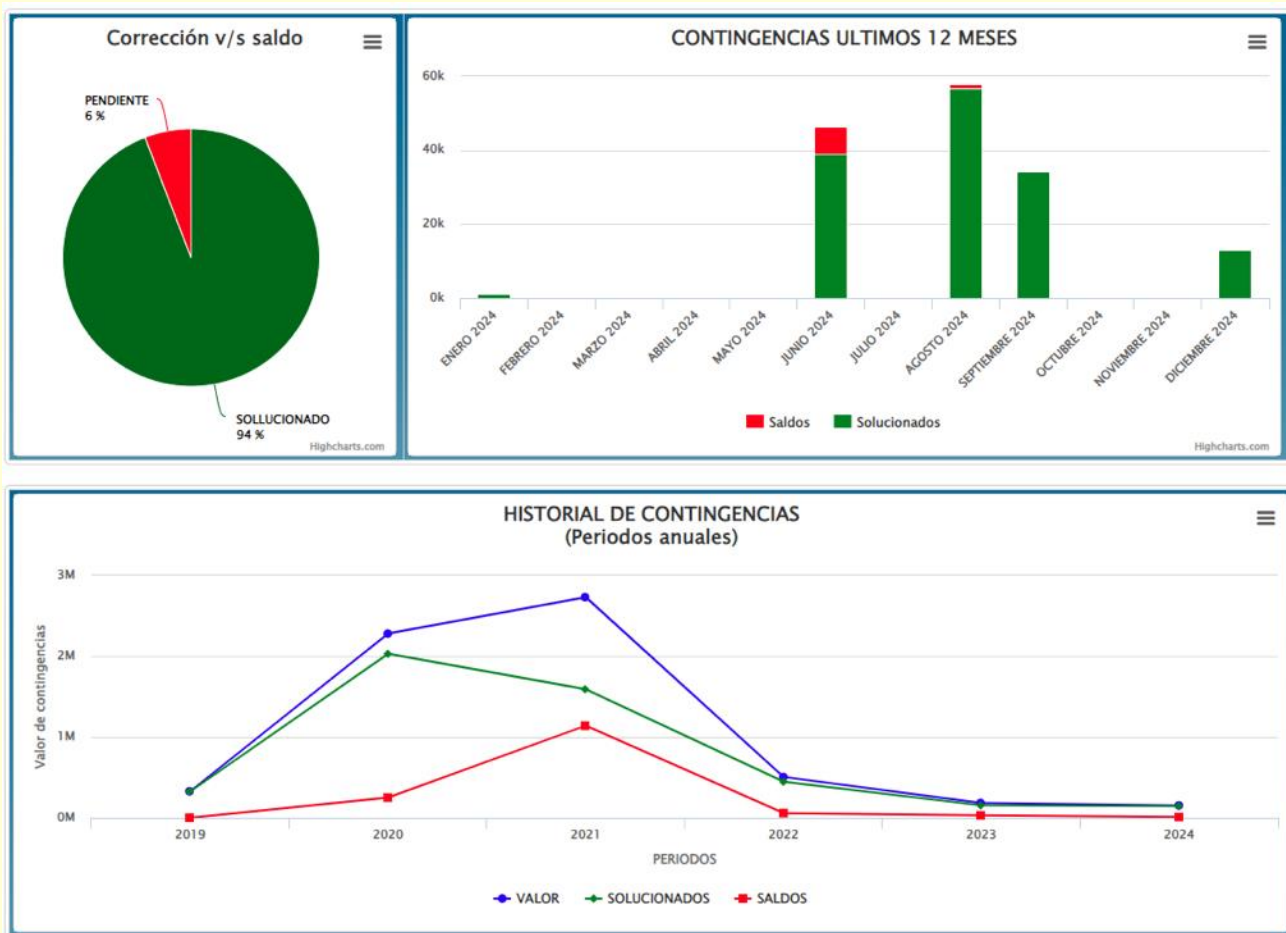 Corrección v/s saldo
PENDIENTE
6 %
SOLLUCIONADO
94 %
Highcharts.com
CONTINGENCIAS ULTIMOS 12 MESES
60k
40k
20k
0k
ENERO 2024
FEBRERO 2024
MARZO 2024
ABRIL 2024
MAYO 2024
JUNIO 2024
JULIO 2024
AGOSTO 2024
SEPTIEMBRE 2024
OCTUBRE 2024
NOVIEMBRE 2024
DICIEMBRE 2024
Saldos
Solucionados
Highcharts.com
HISTORIAL DE CONTINGENCIAS
(Periodos anuales)
Valor de contingencias
3M
2M
1M
0M
2019
2020
2021
2022
2023
2024
PERIODOS
VALOR
SOLUCIONADOS
SALDOS